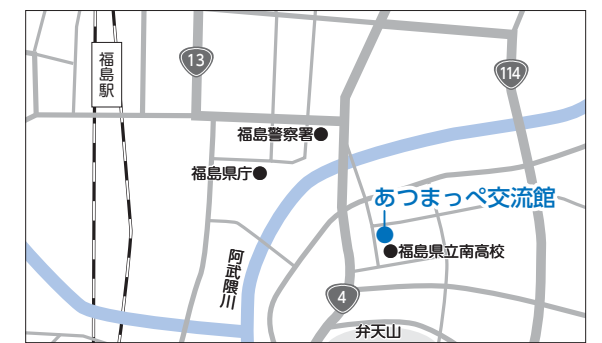 福島駅
13
114
福島警察署
福島県庁
あつまっぺ交流館
福島県立南高校
阿武隈川
4
弁天山